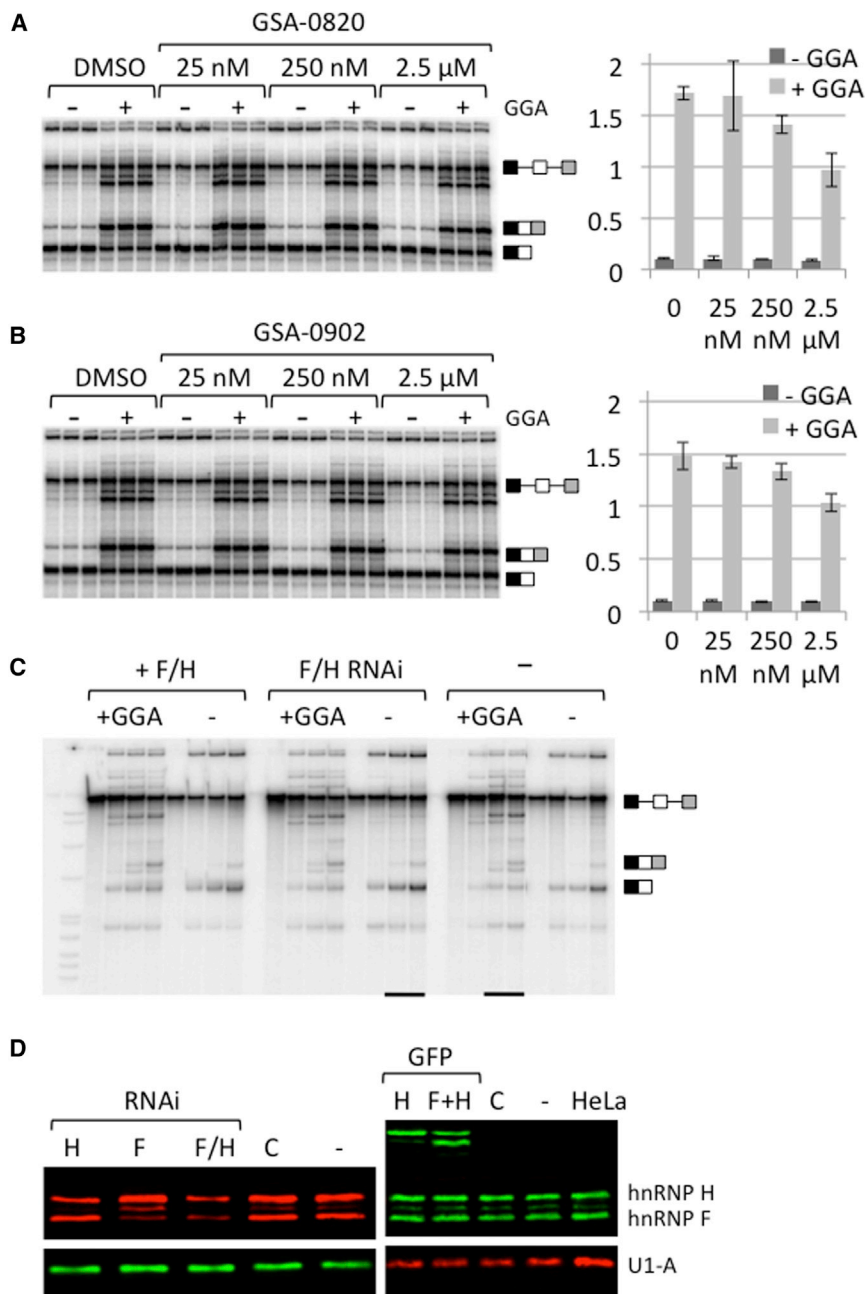 A
GSA-0820
DMSO 25 nM 250 nM 2.5 µM
- + - + - + - + GGA
- GGA
+ GGA
2
1.5
1
0.5
0
0 25 nM 250 nM 2.5 µM
B
GSA-0902
DMSO 25 nM 250 nM 2.5 µM
- + - + - + - + GGA
- GGA
+ GGA
2
1.5
1
0.5
0
0 25 nM 250 nM 2.5 µM
C
+ F/H F/H RNAi –
+GGA - +GGA - +GGA -
D
RNAi
H F F/H C -
GFP
H F+H C - HeLa
hnRNP H
hnRNP F
U1-A